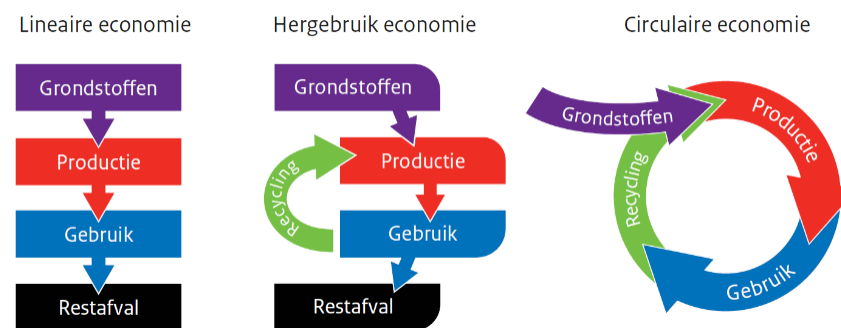 Lineaire economie
Grondstoffen
Productie
Gebruik
Restafval
Hergebruik economie
Grondstoffen
Productie
Recycling
Gebruik
Restafval
Circulaire economie
Grondstoffen
Productie
Gebruik
Recycling